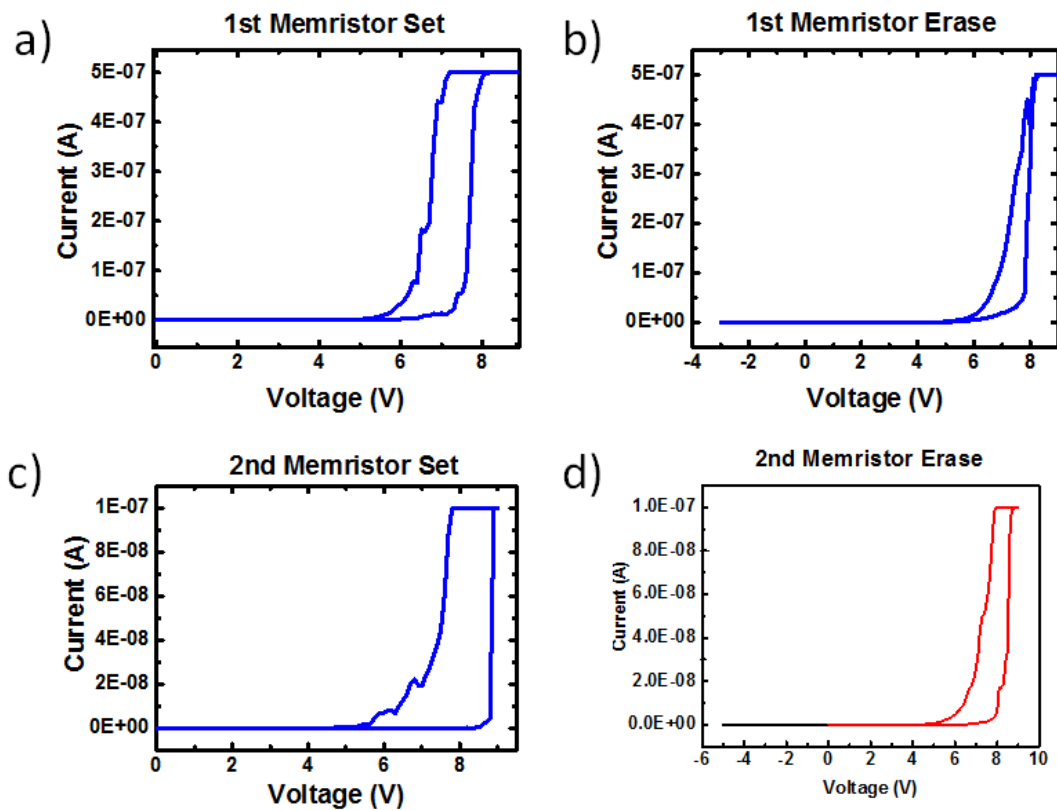 a)
1st Memristor Set
5E-07
4E-07
3E-07
2E-07
1E-07
0E+00
Current (A)
0 2 4 6 8
Voltage (V)
b)
1st Memristor Erase
5E-07
4E-07
3E-07
2E-07
1E-07
0E+00
Current (A)
-4 -2 0 2 4 6 8
Voltage (V)
c)
2nd Memristor Set
1E-07
8E-08
6E-08
4E-08
2E-08
0E+00
Current (A)
0 2 4 6 8
Voltage (V)
d)
2nd Memristor Erase
1.0E-07
8.0E-08
6.0E-08
4.0E-08
2.0E-08
0.0E+00
Current (A)
-6 -4 -2 0 2 4 6 8 10
Voltage (V)